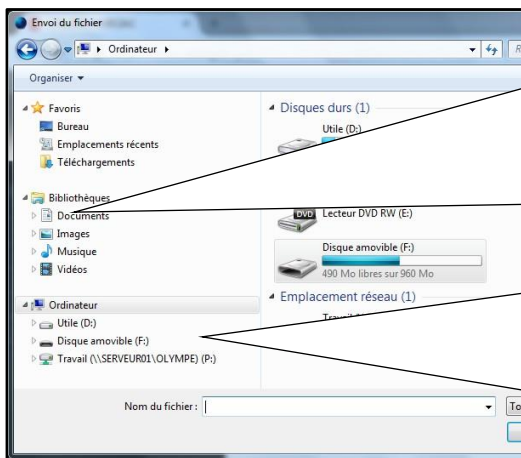 Envoi du fichier
Ordinateur
Organiser
Favoris
Bureau
Emplacements récents
Téléchargements
Bibliothèques
Documents
Images
Musique
Vidéos
Ordinateur
Utile (D:)
Disque amovible (F:)
Travail (\\SERVEUR01\OLYMPE) (P:)
Disques durs (1)
Utile (D:)
DVD Lecteur DVD RW (E:)
Disque amovible (F:)
490 Mo libres sur 960 Mo
Emplacement réseau (1)
Nom du fichier :
To